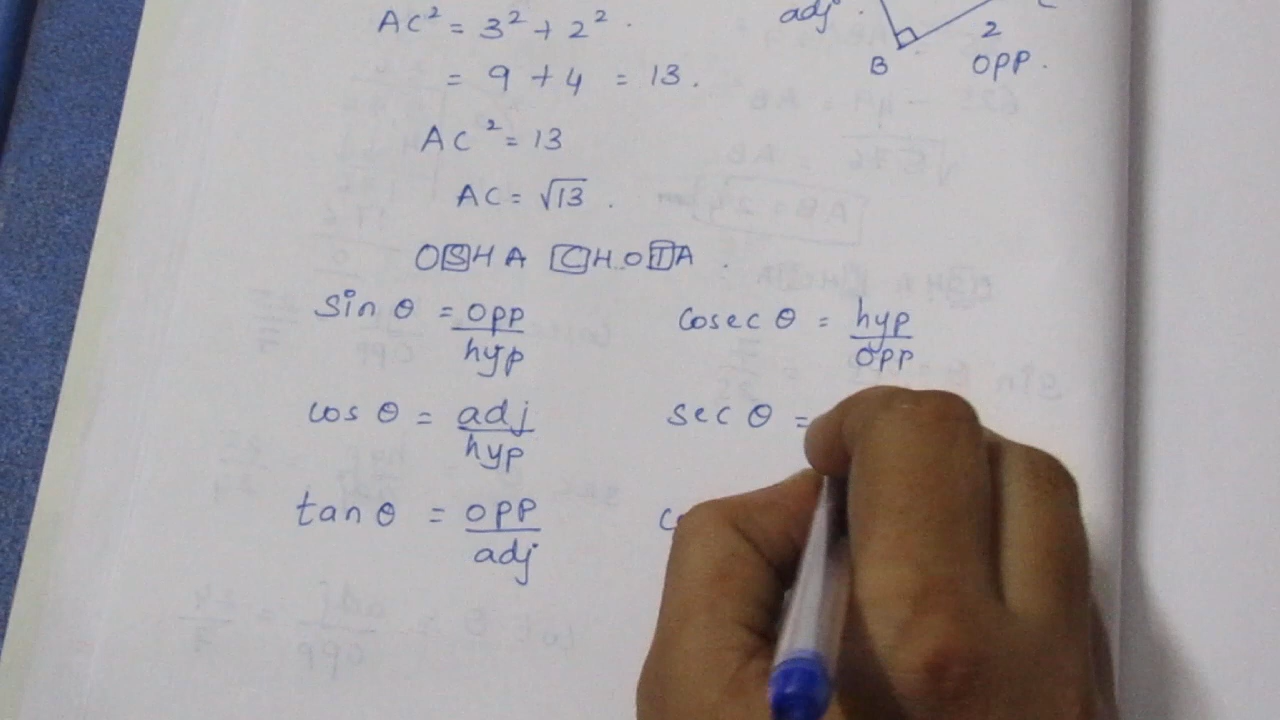 AC² = 3² + 2².
adj.
= 9 + 4 = 13.
B
2
opp.
AC² = 13
AC = √13.
OSHA CHOTA.
sin θ = opp/hyp
cosec θ = hyp/opp
cos θ = adj/hyp
sec θ =
tan θ = opp/adj